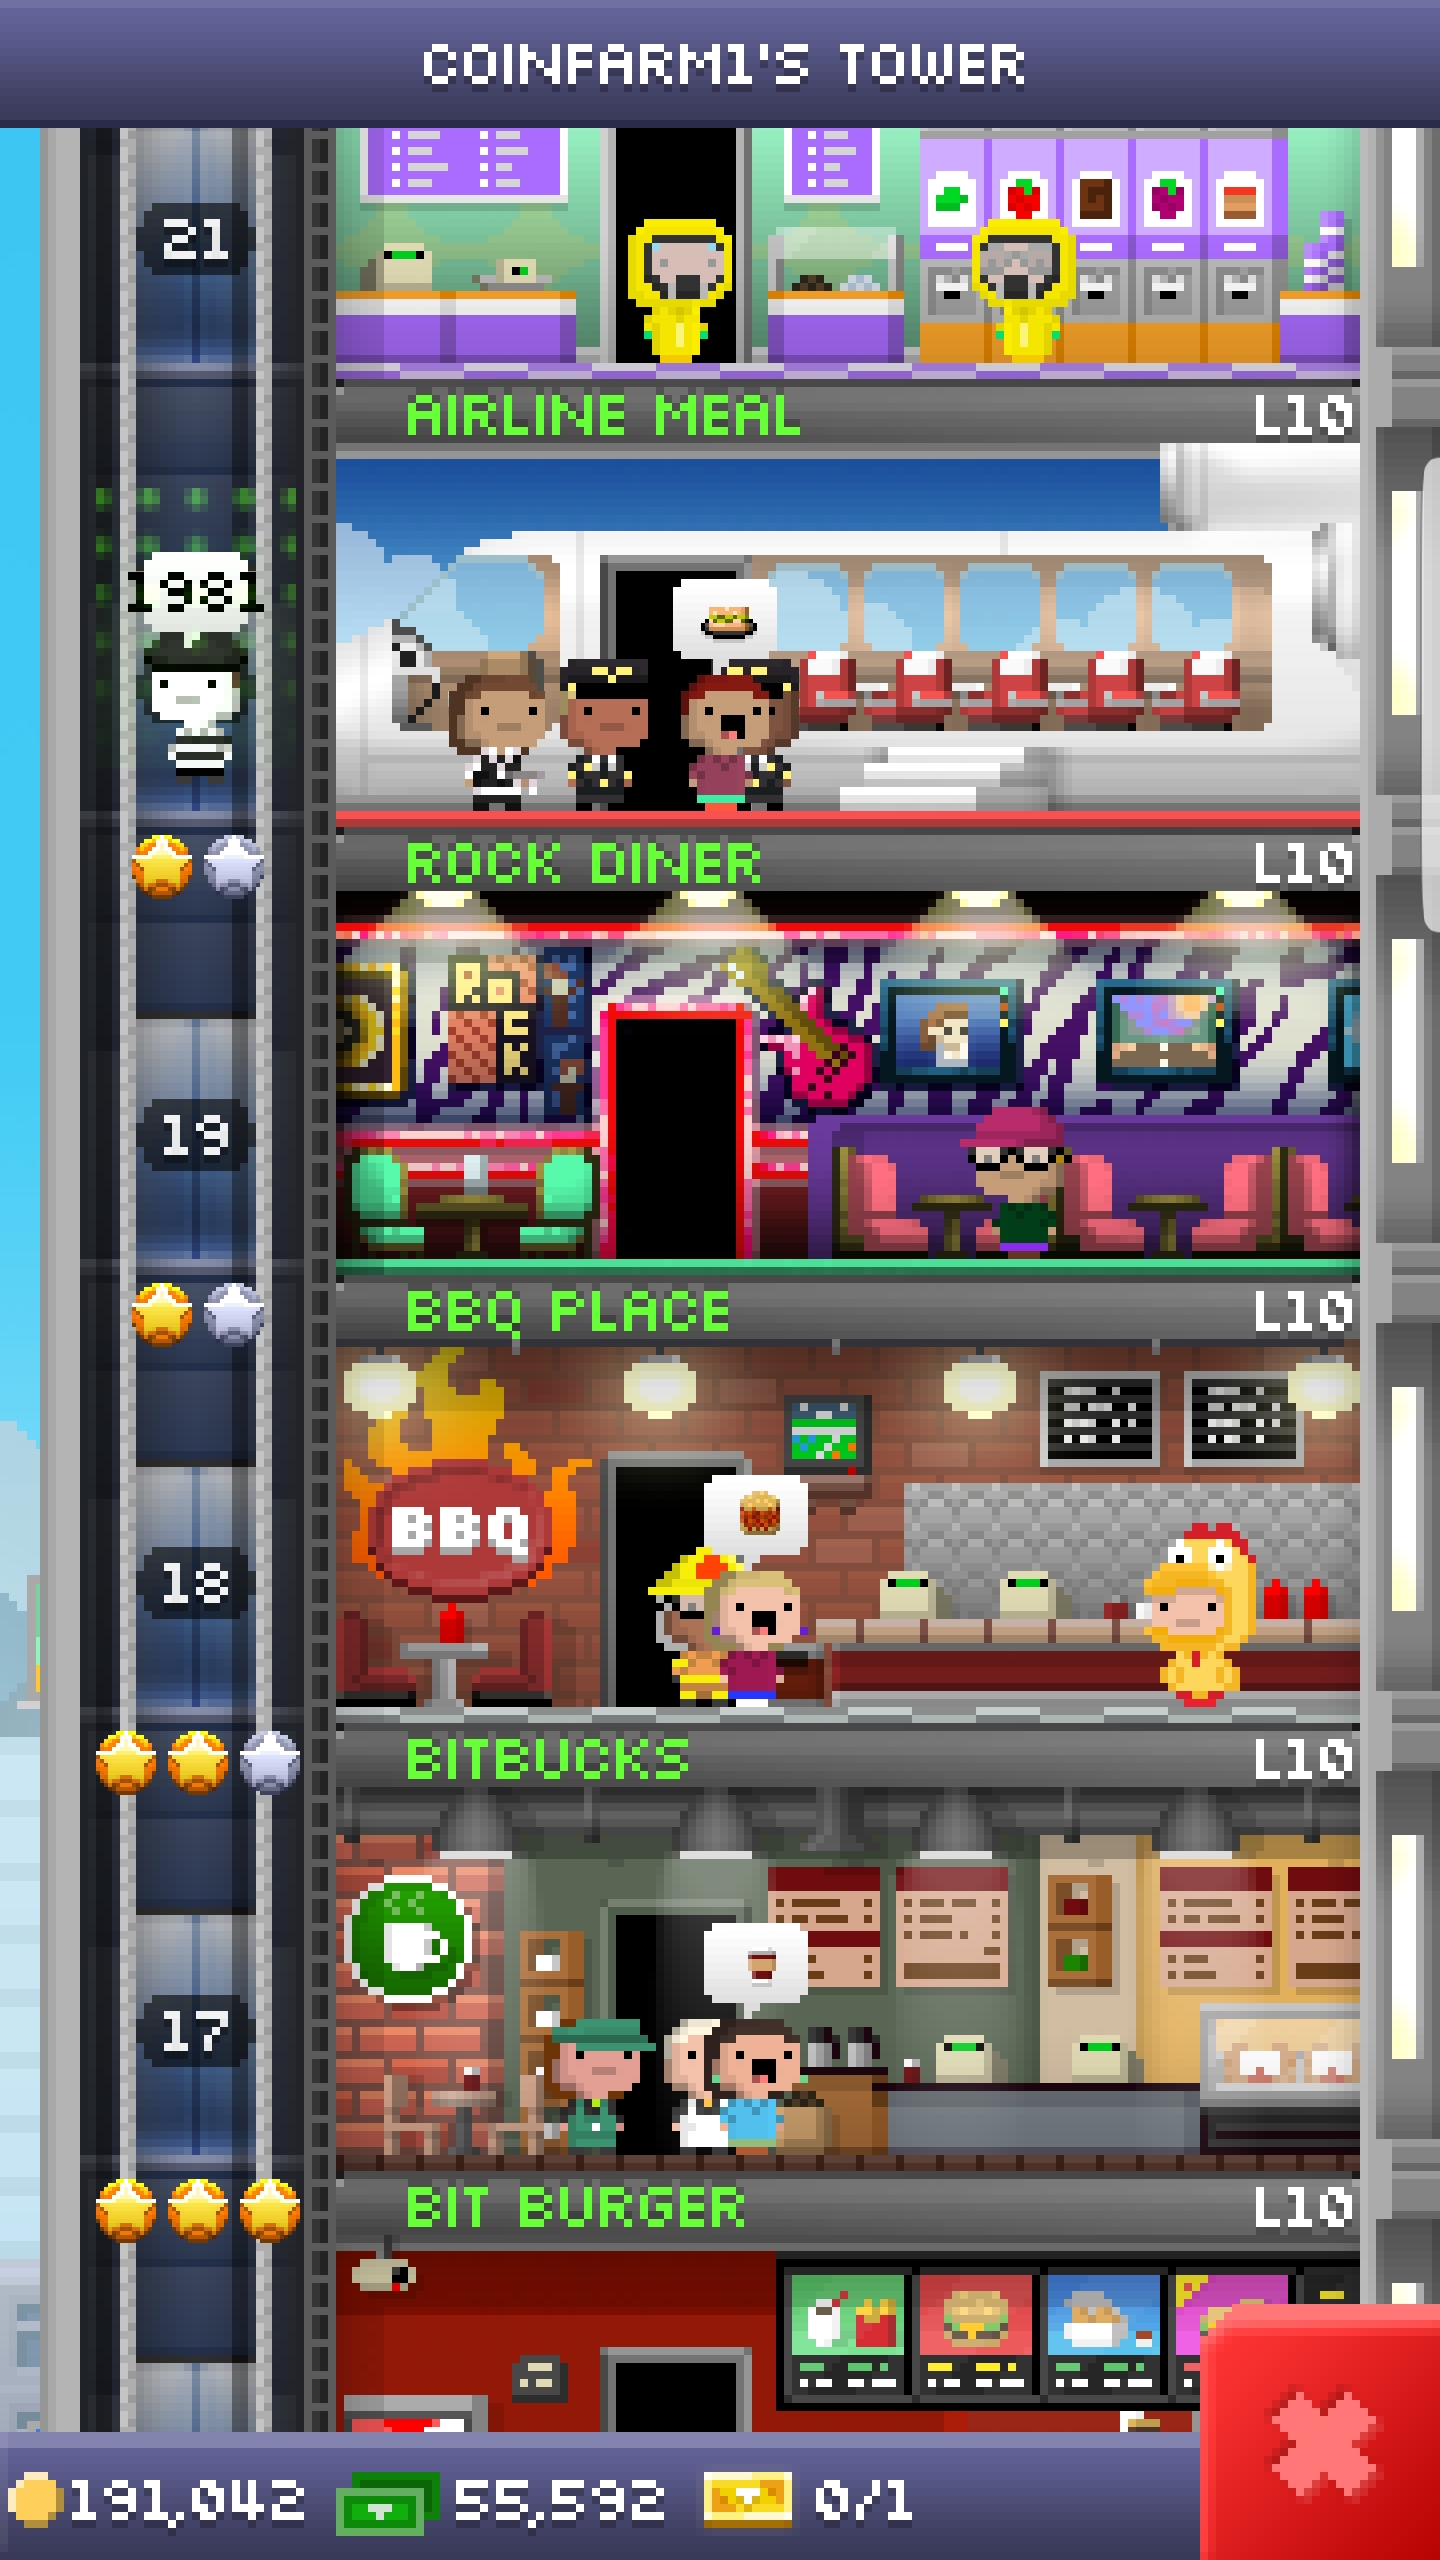 COINFARM1'S TOWER
21
AIRLINE MEAL L10
1981
ROCK DINER L10
ROCK
19
BBQ PLACE L10
BBQ
18
BITBUCKS L10
17
BIT BURGER L10
191,042 55,592 0/1